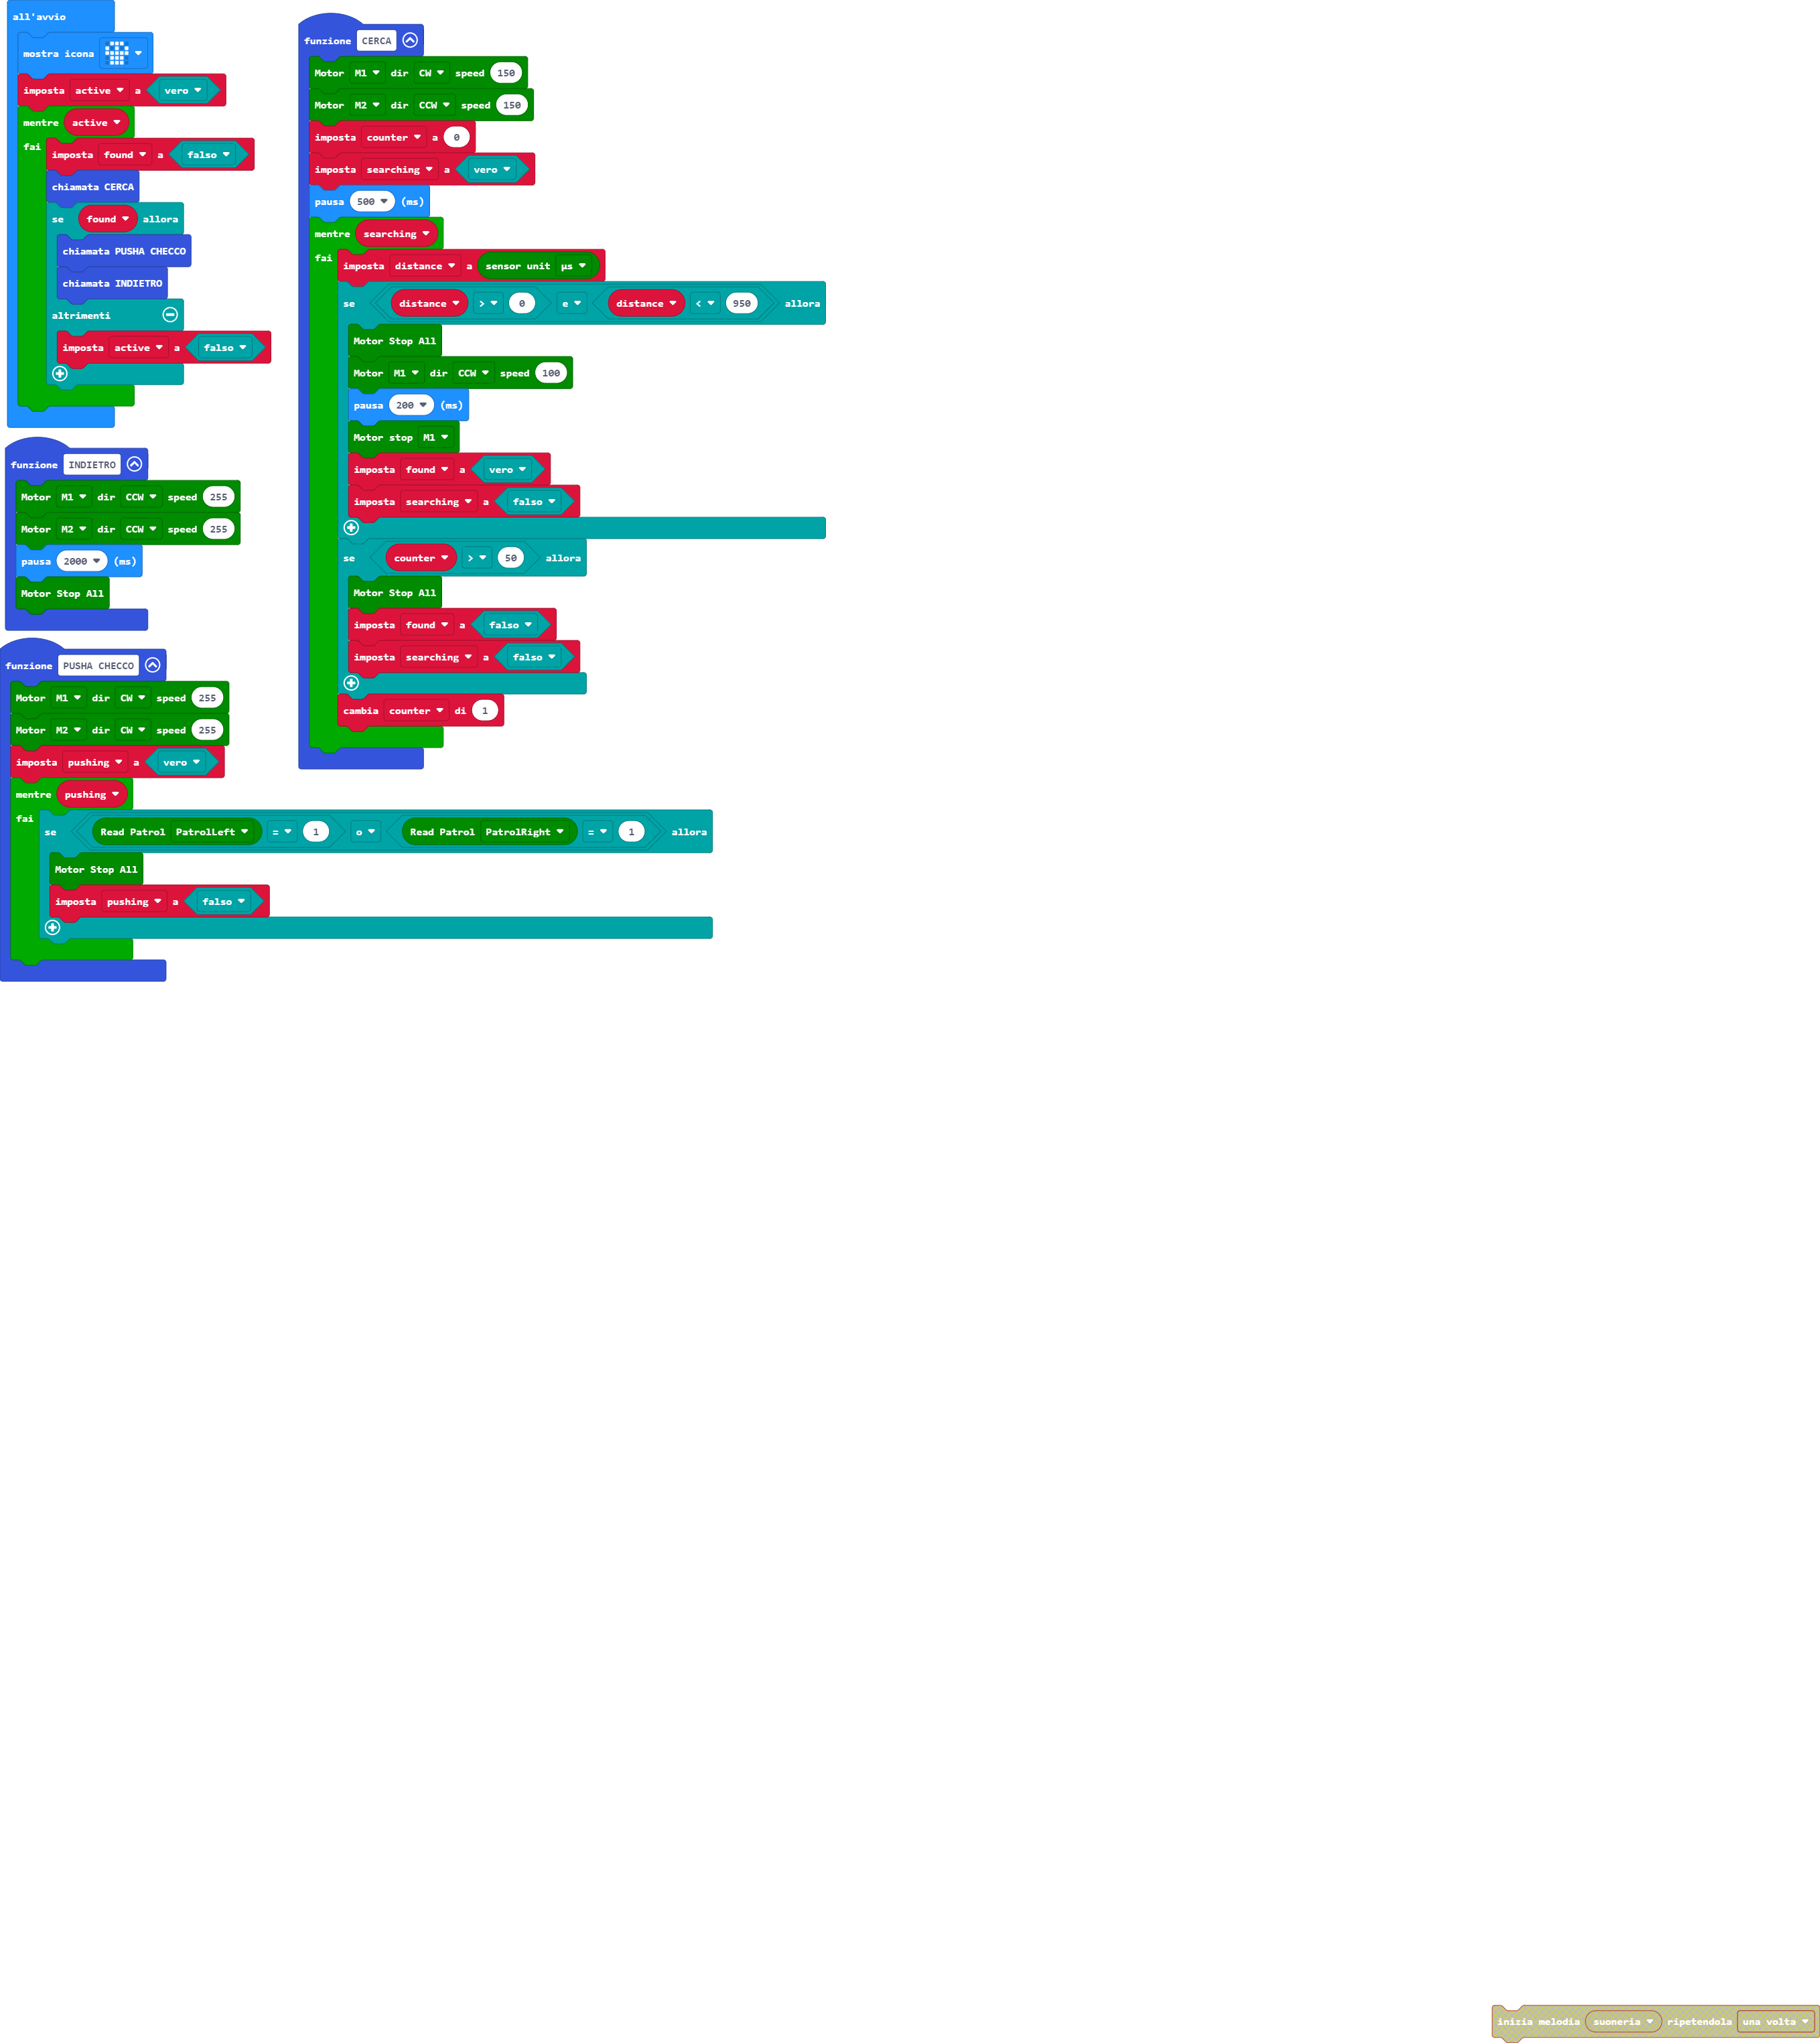 all'avvio
mostra icona
imposta active a vero
mentre active
fai
imposta found a falso
chiamata CERCA
se found allora
chiamata PUSHA CHECCO
chiamata INDIETRO
altrimenti
imposta active a falso
funzione INDIETRO
Motor M1 dir CCW speed 255
Motor M2 dir CCW speed 255
pausa 2000 (ms)
Motor Stop All
funzione PUSHA CHECCO
Motor M1 dir CW speed 255
Motor M2 dir CW speed 255
imposta pushing a vero
mentre pushing
fai
se Read Patrol PatrolLeft = 1 o Read Patrol PatrolRight = 1 allora
Motor Stop All
imposta pushing a falso
funzione CERCA
Motor M1 dir CW speed 150
Motor M2 dir CCW speed 150
imposta counter a 0
imposta searching a vero
pausa 500 (ms)
mentre searching
fai
imposta distance a sensor unit μs
se distance > 0 e distance < 950 allora
Motor Stop All
Motor M1 dir CCW speed 100
pausa 200 (ms)
Motor stop M1
imposta found a vero
imposta searching a falso
se counter > 50 allora
Motor Stop All
imposta found a falso
imposta searching a falso
cambia counter di 1
inizia melodia suoneria ripetendola una volta